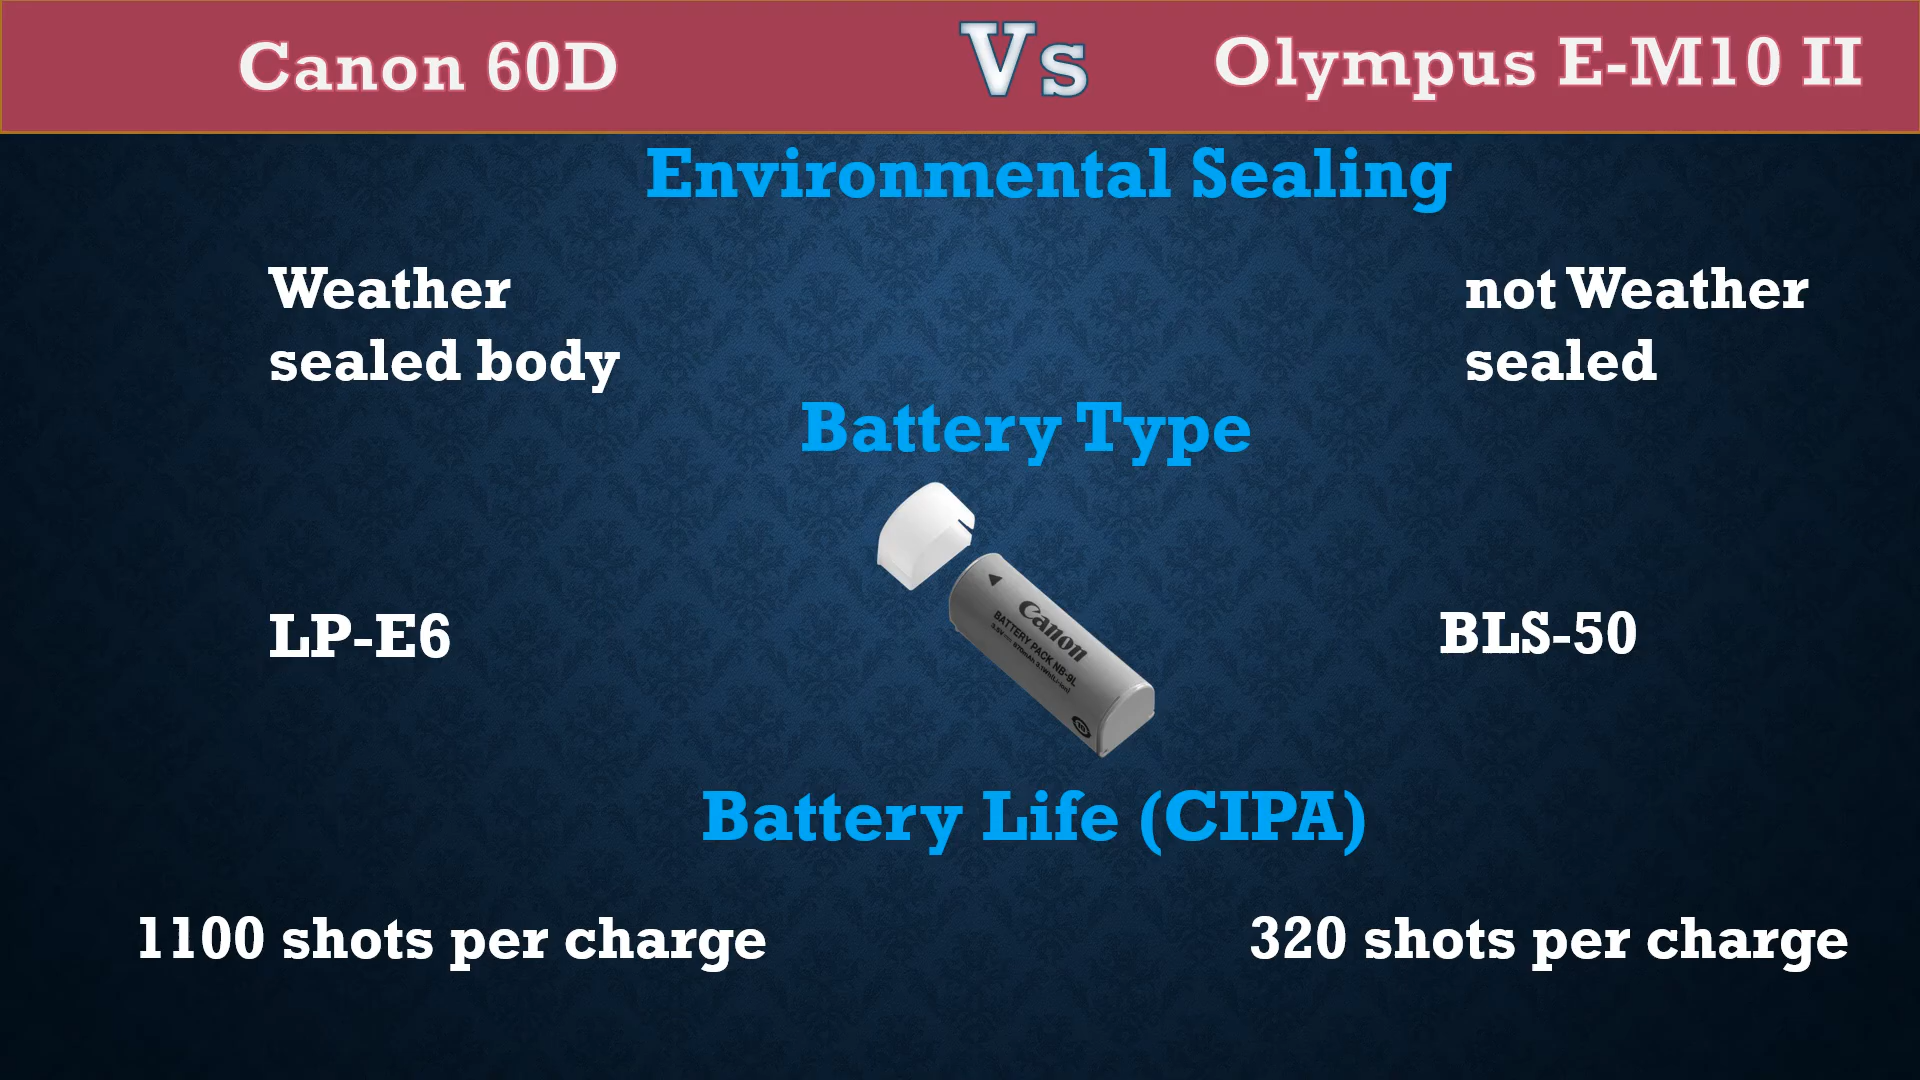 Canon 60D Vs Olympus E-M10 II
Environmental Sealing
Weather
sealed body
not Weather
sealed
Battery Type
Canon
BATTERY PACK NB-9L
LP-E6
BLS-50
Battery Life (CIPA)
1100 shots per charge
320 shots per charge